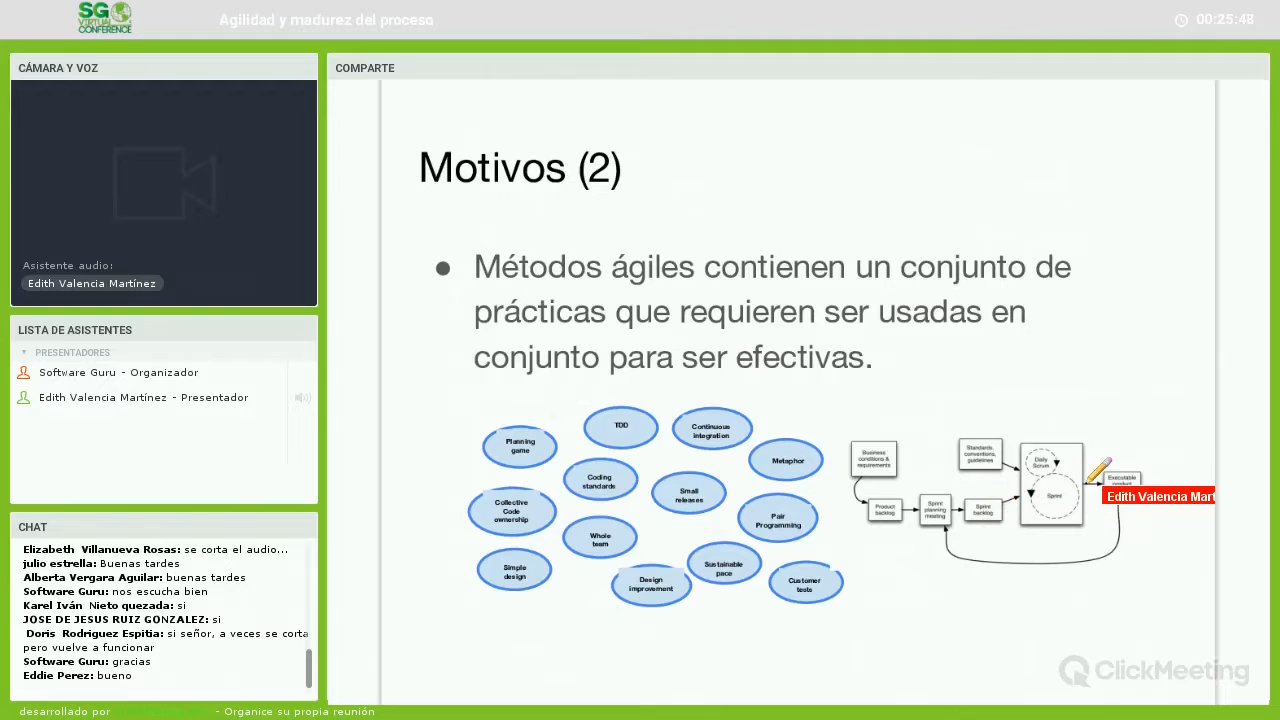 SG
VIRTUAL
CONFERENCE
Agilidad y madurez del proceso
00:25:48
CÁMARA Y VOZ
Asistente audio:
Edith Valencia Martínez
LISTA DE ASISTENTES
PRESENTADORES
Software Guru - Organizador
Edith Valencia Martínez - Presentador
CHAT
Elizabeth Villanueva Rosas: se corta el audio...
julio estrella: Buenas tardes
Alberta Vergara Aguilar: buenas tardes
Software Guru: nos escucha bien
Karel Iván Nieto quezada: si
JOSE DE JESUS RUIZ GONZALEZ: si
Doris Rodriguez Espitia: si señor, a veces se corta
pero vuelve a funcionar
Software Guru: gracias
Eddie Perez: bueno
desarrollado por
- Organice su propia reunión
COMPARTE
Motivos (2)
● Métodos ágiles contienen un conjunto de
prácticas que requieren ser usadas en
conjunto para ser efectivas.
Planning
game
TDD
Continuous
integration
Metaphor
Coding
standards
Small
releases
Collective
Code
ownership
Pair
Programming
Whole
team
Simple
design
Design
improvement
Sustainable
pace
Customer
tests
Business
conditions &
requirements
Standards,
conventions,
guidelines
Daily
Scrum
Sprint
Product
backlog
Sprint
planning
meeting
Sprint
backlog
Executable
Edith Valencia Mart
ClickMeeting